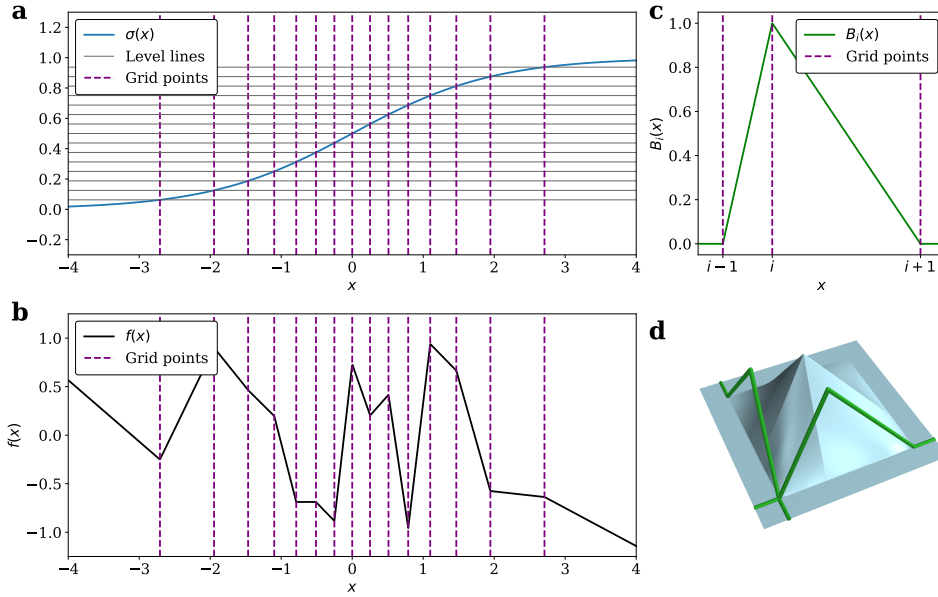 a
σ(x)
Level lines
Grid points
1.2
1.0
0.8
0.6
0.4
0.2
0.0
−0.2
−4
−3
−2
−1
0
1
2
3
4
x
b
f(x)
Grid points
1.0
0.5
0.0
−0.5
−1.0
f(x)
−4
−3
−2
−1
0
1
2
3
4
x
c
B_i(x)
Grid points
1.0
0.8
0.6
0.4
0.2
0.0
B_i(x)
i − 1
i
i + 1
x
d